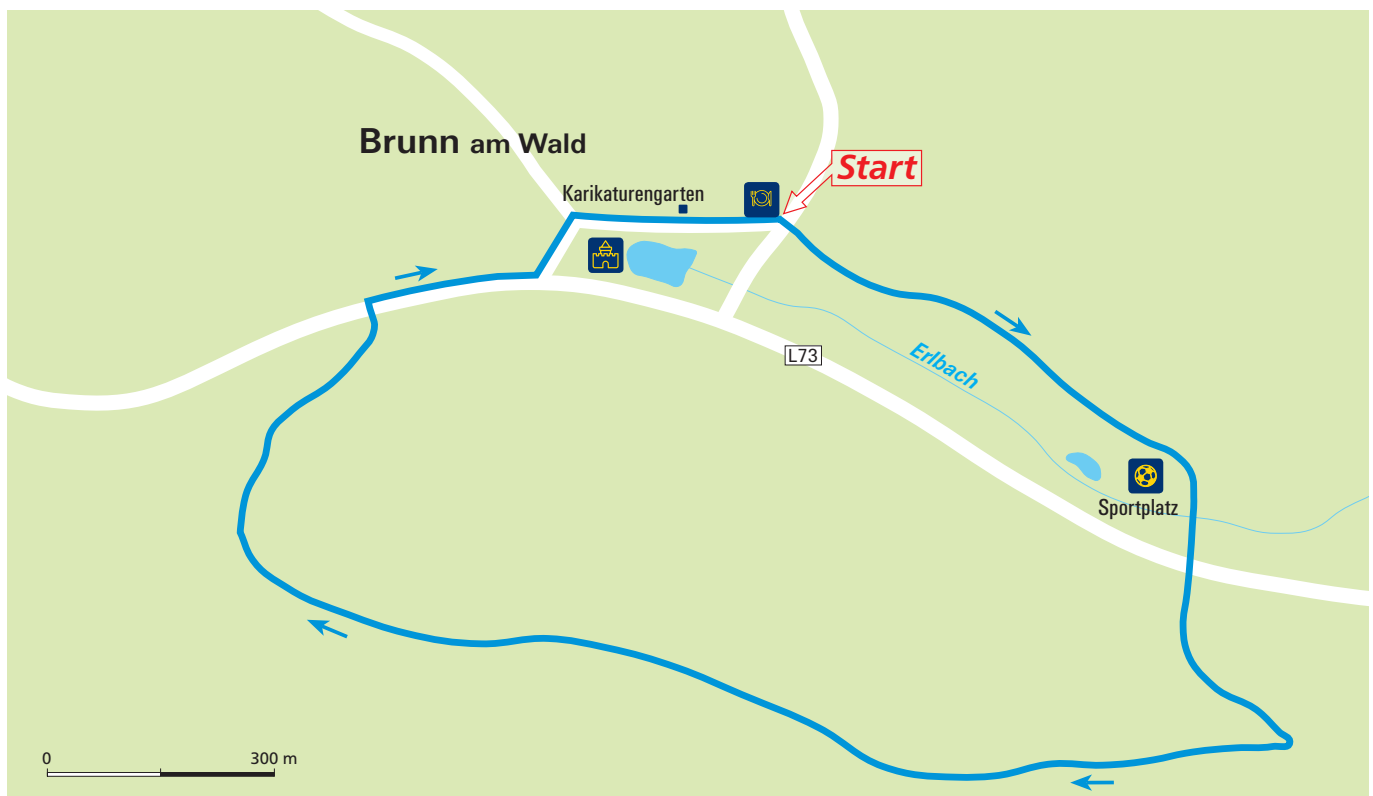 Brunn am Wald
Start
Karikaturengarten
L73
Erlbach
Sportplatz
0 300 m